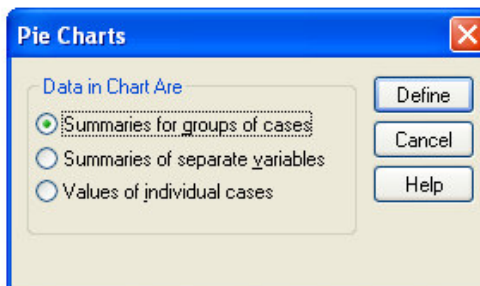 Pie Charts
Data in Chart Are
Summaries for groups of cases
Summaries of separate variables
Values of individual cases
Define
Cancel
Help